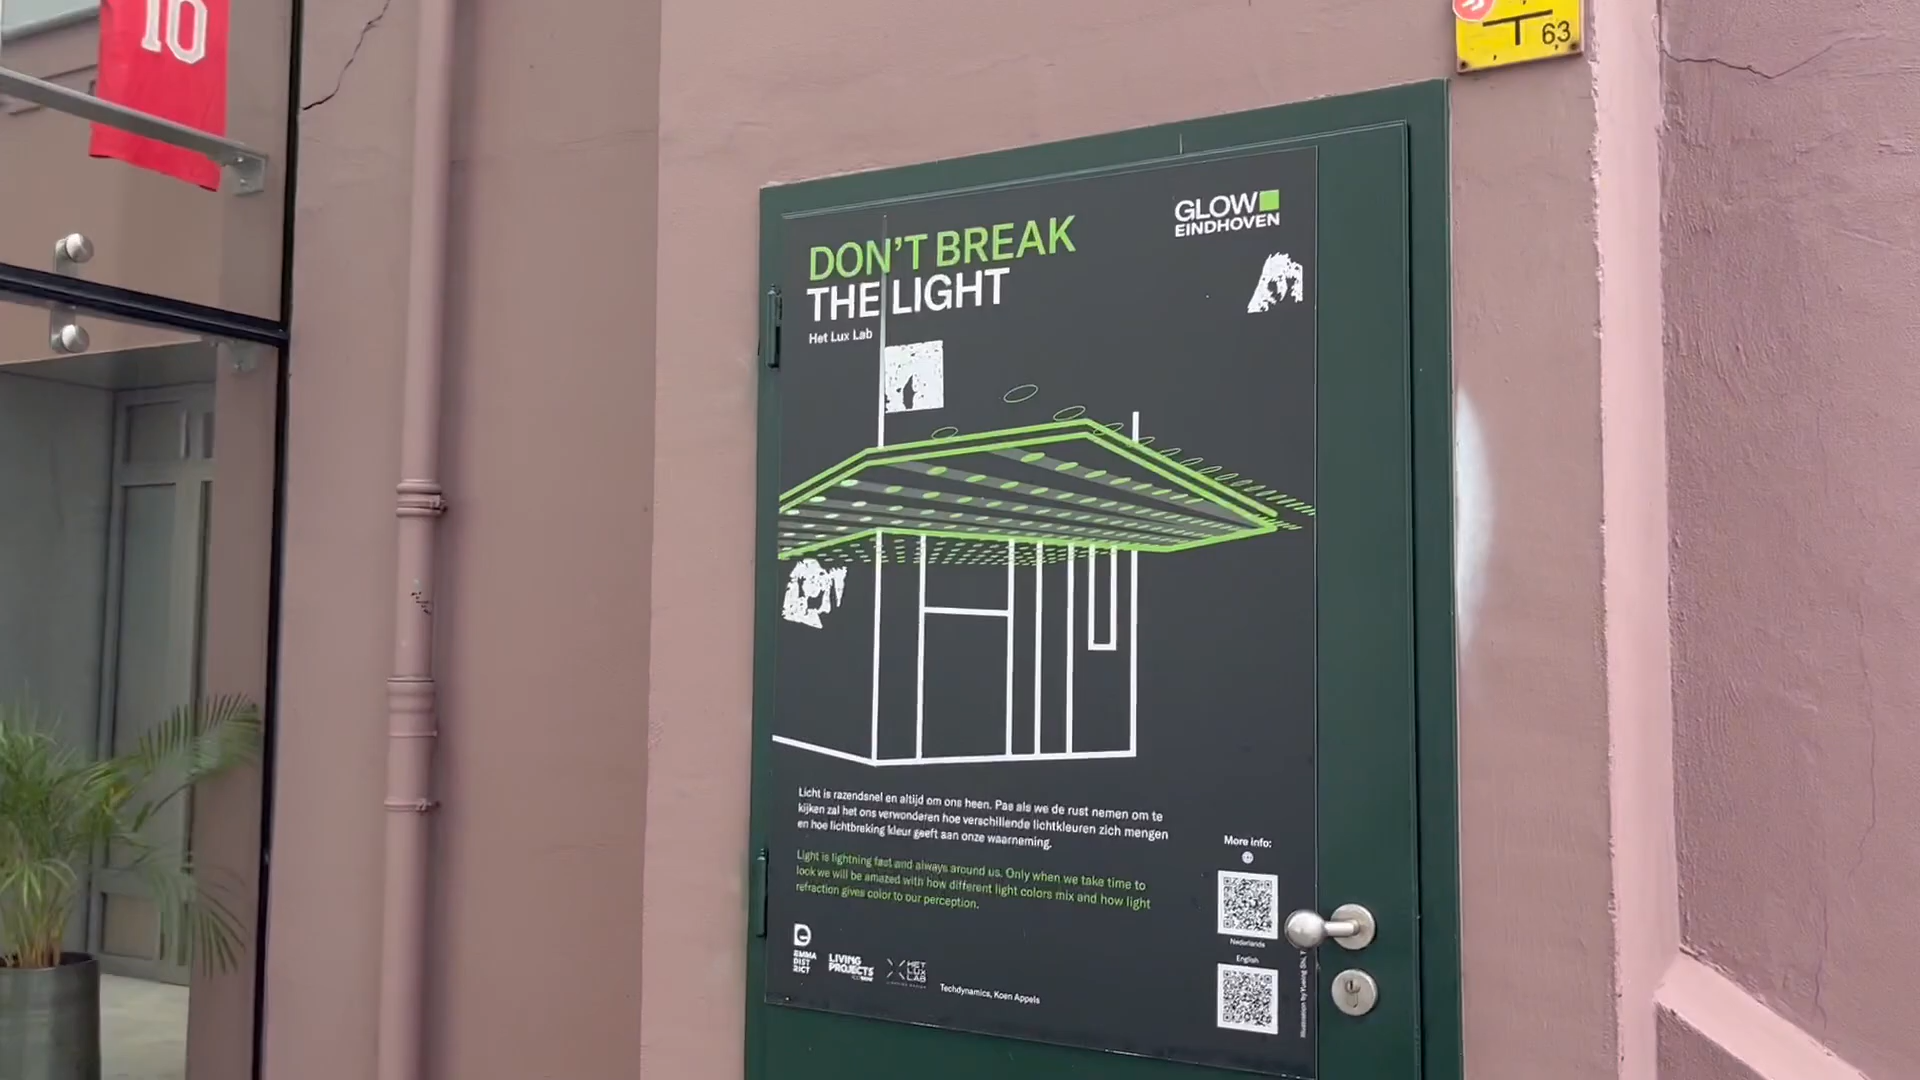 10
63
GLOW
EINDHOVEN
DON'T BREAK
THE LIGHT
Het Lux Lab
Licht is razendsnel en altijd om ons heen. Pas als we de rust nemen om te
kijken zal het ons verwonderen hoe verschillende lichtkleuren zich mengen
en hoe lichtbreking kleur geeft aan onze waarneming.
Light is lightning fast and always around us. Only when we take time to
look we will be amazed with how different light colors mix and how light
refraction gives color to our perception.
More info:
Nederlands
English
EMMA
DIST
RICT
LIVING
PROJECTS
HET
LUX
LAB
Techdynamics, Koen Appels